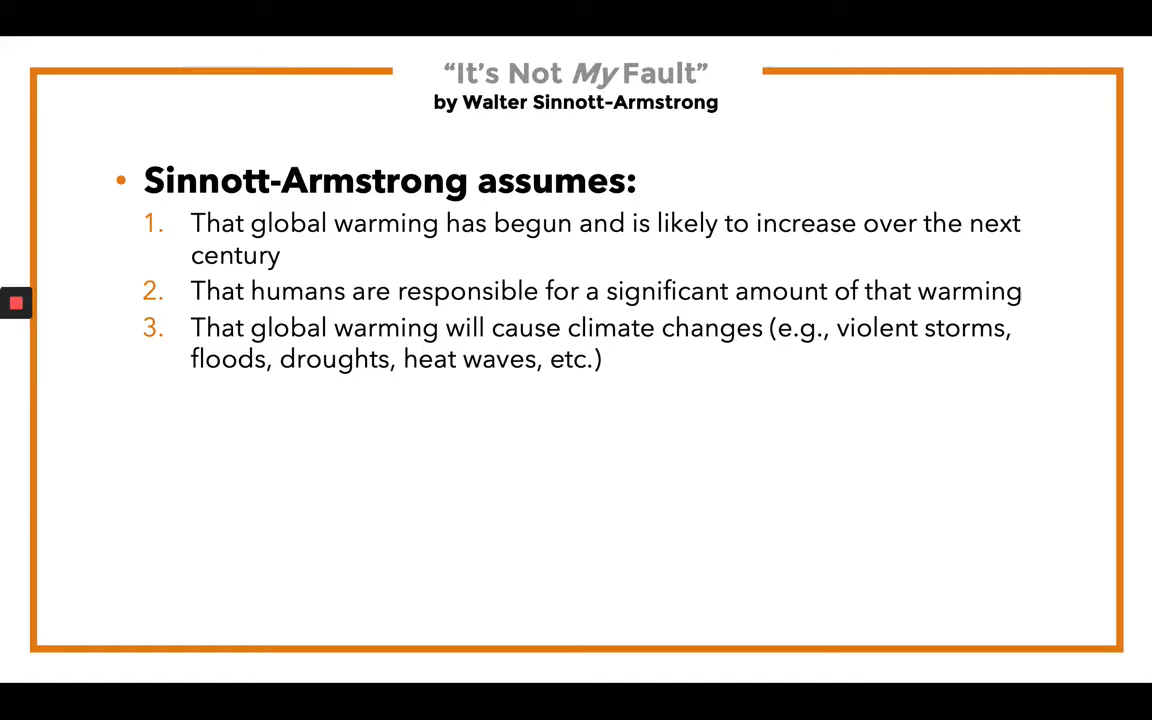 “It’s Not My Fault”
by Walter Sinnott-Armstrong
• Sinnott-Armstrong assumes:
1. That global warming has begun and is likely to increase over the next
century
2. That humans are responsible for a significant amount of that warming
3. That global warming will cause climate changes (e.g., violent storms,
floods, droughts, heat waves, etc.)